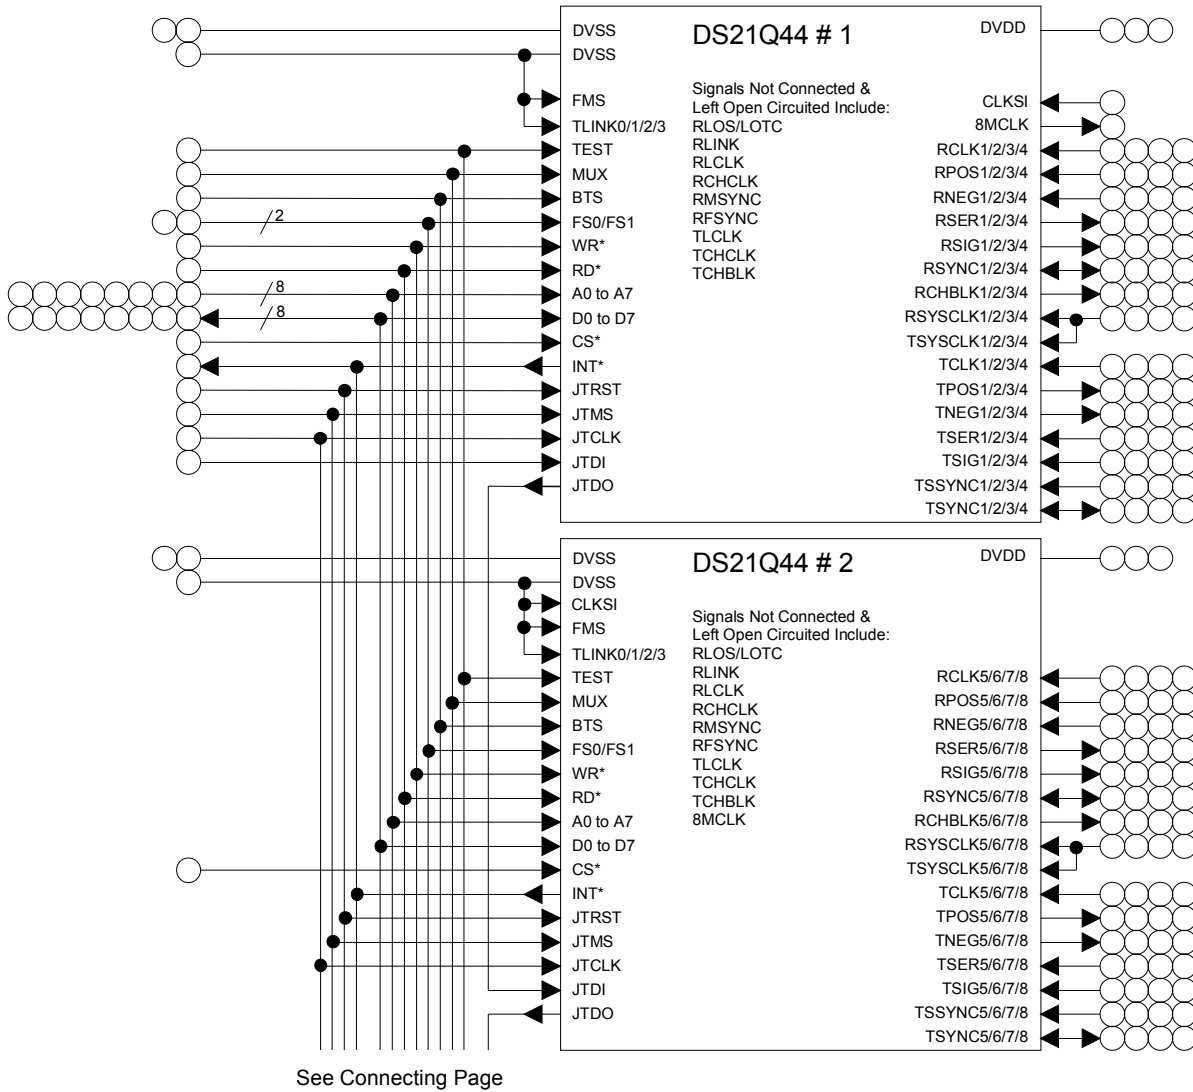 DS21Q44 # 1
DVSS
DVSS
FMS
TLINK0/1/2/3
TEST
MUX
BTS
2
FS0/FS1
WR*
RD*
8
A0 to A7
8
D0 to D7
CS*
INT*
JTRST
JTMS
JTCLK
JTDI
JTDO
Signals Not Connected &
Left Open Circuited Include:
RLOS/LOTC
RLINK
RLCLK
RCHCLK
RMSYNC
RFSYNC
TLCLK
TCHCLK
TCHBLK
DVDD
CLKSI
8MCLK
RCLK1/2/3/4
RPOS1/2/3/4
RNEG1/2/3/4
RSER1/2/3/4
RSIG1/2/3/4
RSYNC1/2/3/4
RCHBLK1/2/3/4
RSYSCLK1/2/3/4
TSYSCLK1/2/3/4
TCLK1/2/3/4
TPOS1/2/3/4
TNEG1/2/3/4
TSER1/2/3/4
TSIG1/2/3/4
TSSYNC1/2/3/4
TSYNC1/2/3/4
DS21Q44 # 2
DVSS
DVSS
CLKSI
FMS
TLINK0/1/2/3
TEST
MUX
BTS
FS0/FS1
WR*
RD*
A0 to A7
D0 to D7
CS*
INT*
JTRST
JTMS
JTCLK
JTDI
JTDO
Signals Not Connected &
Left Open Circuited Include:
RLOS/LOTC
RLINK
RLCLK
RCHCLK
RMSYNC
RFSYNC
TLCLK
TCHCLK
TCHBLK
8MCLK
DVDD
RCLK5/6/7/8
RPOS5/6/7/8
RNEG5/6/7/8
RSER5/6/7/8
RSIG5/6/7/8
RSYNC5/6/7/8
RCHBLK5/6/7/8
RSYSCLK5/6/7/8
TSYSCLK5/6/7/8
TCLK5/6/7/8
TPOS5/6/7/8
TNEG5/6/7/8
TSER5/6/7/8
TSIG5/6/7/8
TSSYNC5/6/7/8
TSYNC5/6/7/8
See Connecting Page